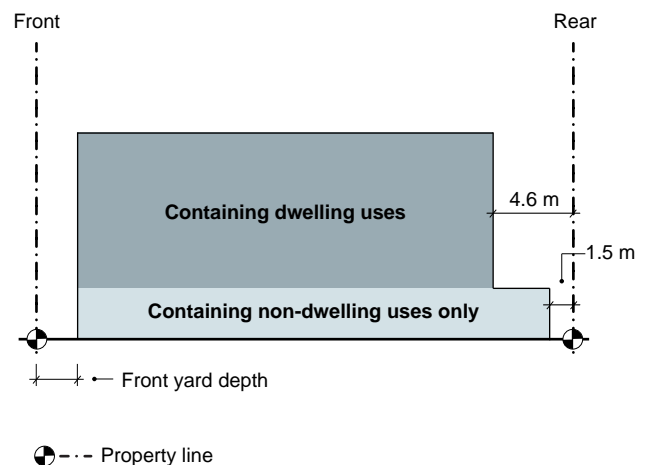 Front
Rear
Containing dwelling uses
4.6 m
1.5 m
Containing non-dwelling uses only
Front yard depth
Property line